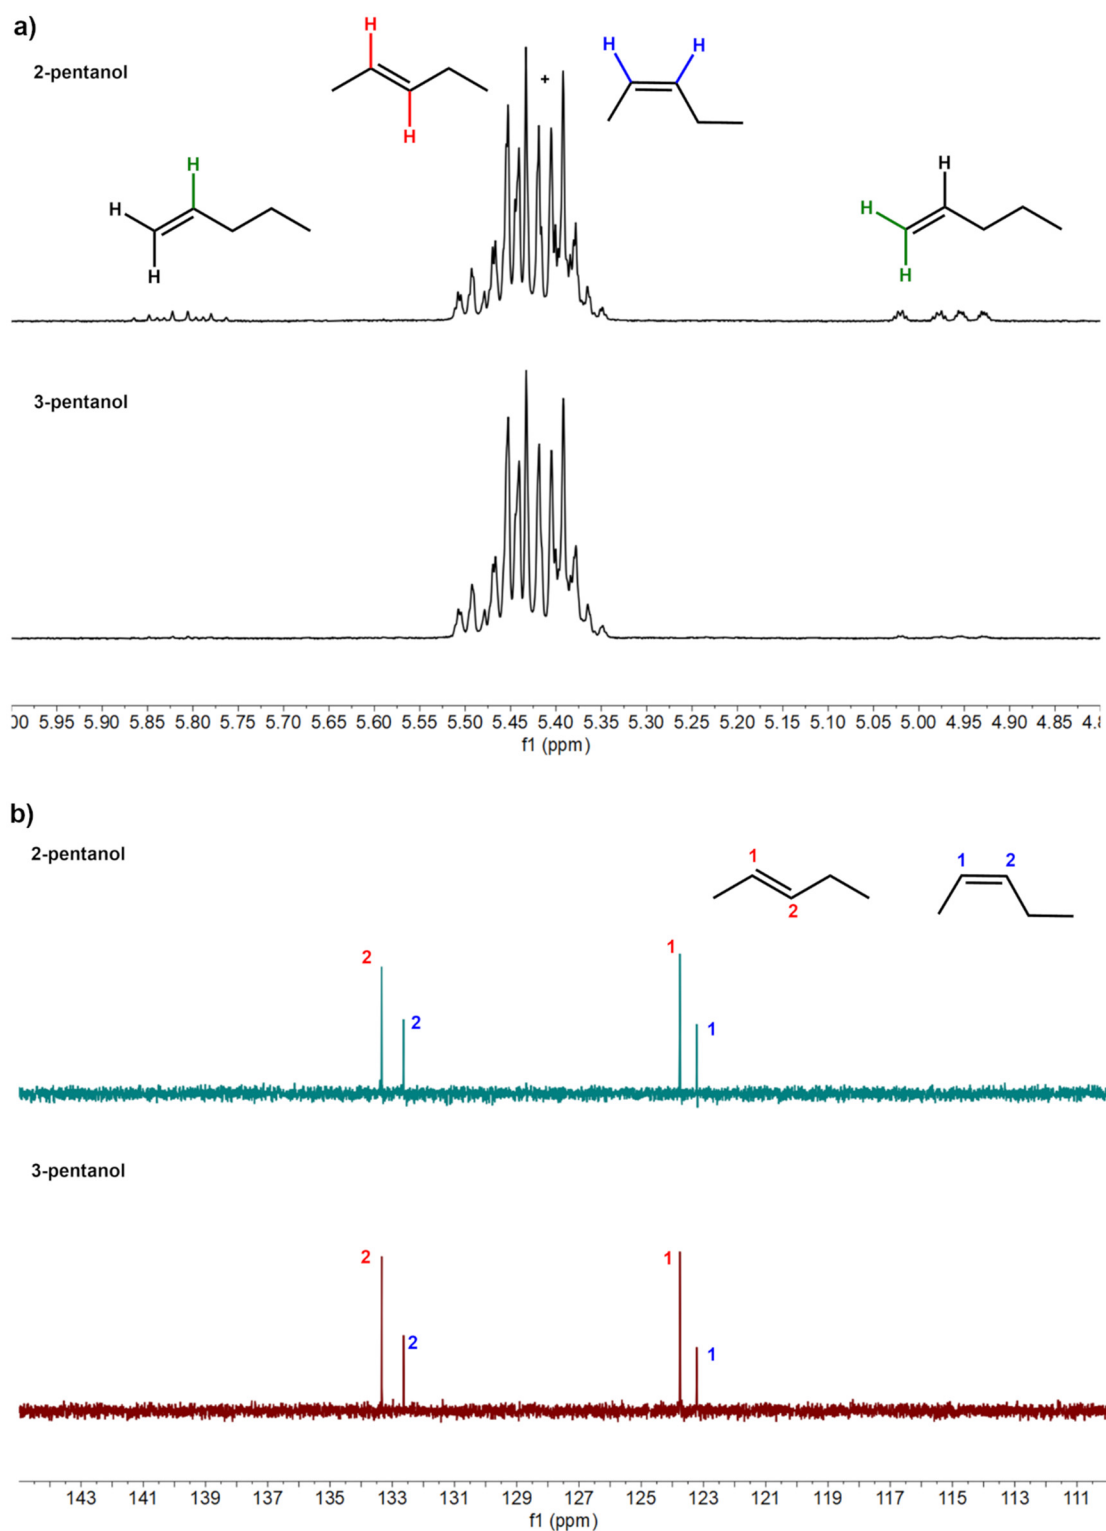 a)
2-pentanol
H
H
+
H H
H
H
H
H
H
H
3-pentanol
00 5.95 5.90 5.85 5.80 5.75 5.70 5.65 5.60 5.55 5.50 5.45 5.40 5.35 5.30 5.25 5.20 5.15 5.10 5.05 5.00 4.95 4.90 4.85 4.8
f1 (ppm)
b)
2-pentanol
1
2
1 2
2
2
1
1
3-pentanol
2
2
1
1
143 141 139 137 135 133 131 129 127 125 123 121 119 117 115 113 111
f1 (ppm)